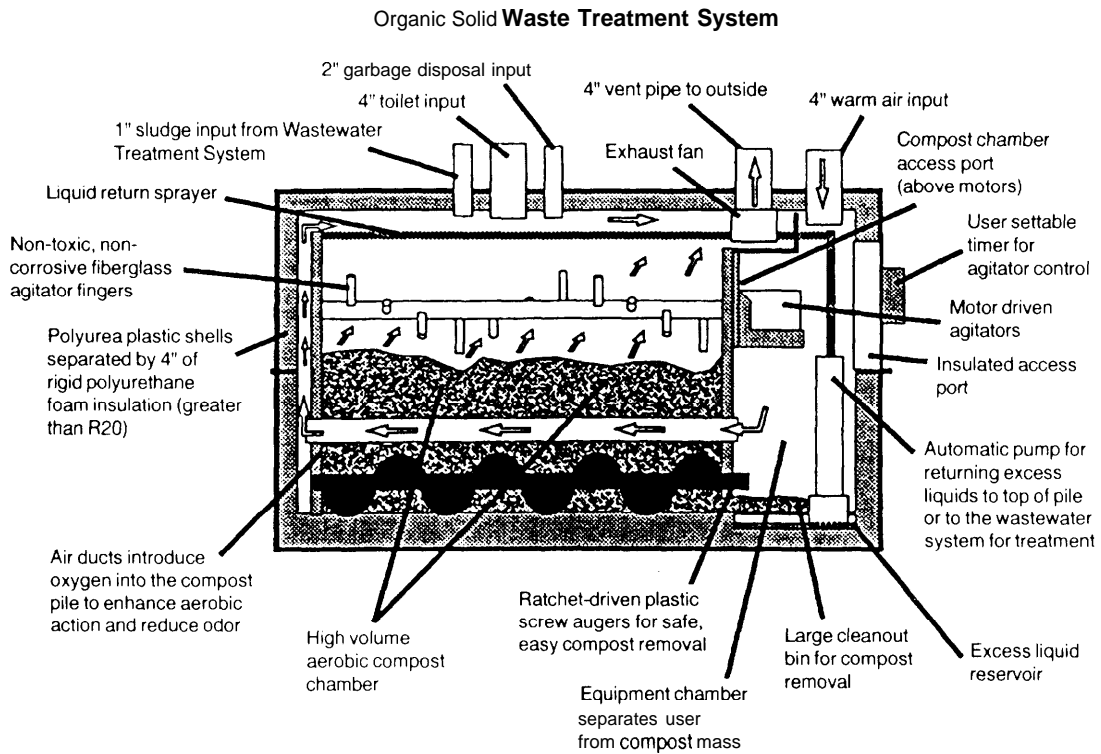 Organic Solid Waste Treatment System
2" garbage disposal input
4" toilet input
1" sludge input from Wastewater
Treatment System
Liquid return sprayer
Non-toxic, non-
corrosive fiberglass
agitator fingers
Polyurea plastic shells
separated by 4" of
rigid polyurethane
foam insulation (greater
than R20)
Air ducts introduce
oxygen into the compost
pile to enhance aerobic
action and reduce odor
High volume
aerobic compost
chamber
4" vent pipe to outside
Exhaust fan
4" warm air input
Compost chamber
access port
(above motors)
User settable
timer for
agitator control
Motor driven
agitators
Insulated access
port
Automatic pump for
returning excess
liquids to top of pile
or to the wastewater
system for treatment
Ratchet-driven plastic
screw augers for safe,
easy compost removal
Equipment chamber
separates user
from compost mass
Large cleanout
bin for compost
removal
Excess liquid
reservoir